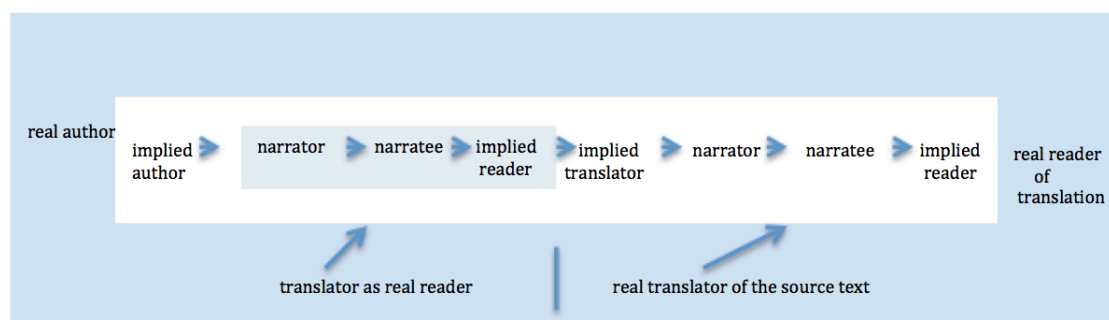 real author
implied
author
narrator
narratee
implied
reader
implied
translator
narrator
narratee
implied
reader
real reader
of
translation
translator as real reader
real translator of the source text